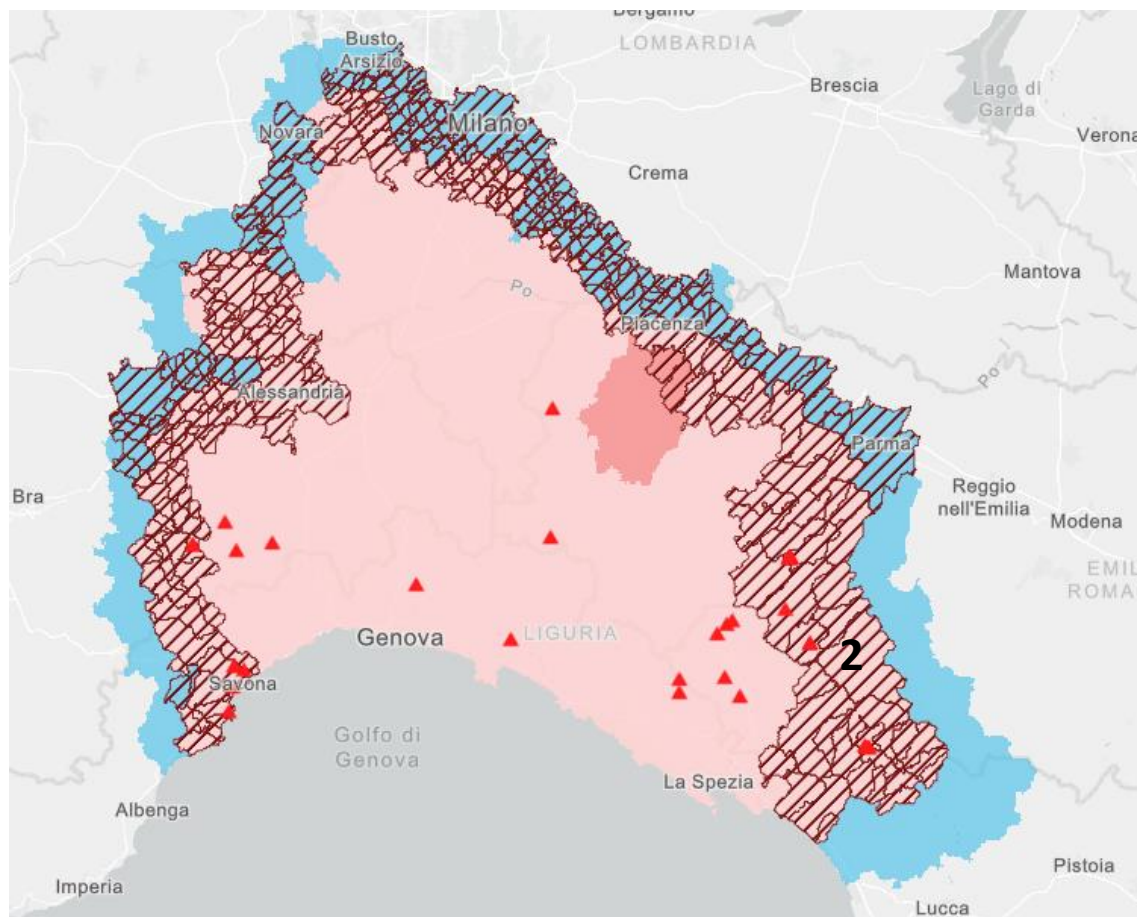 Bergamo
Busto
Arsizio
LOMBARDIA
Brescia
Lago di
Garda
Novara
Milano
Verona
Crema
Mantova
Po
Piacenza
Po
Alessandria
Parma
Bra
Reggio
nell'Emilia
Modena
EMIL
ROMA
Genova
LIGURIA
2
Savona
Golfo di
Genova
La Spezia
Albenga
Pistoia
Imperia
Lucca